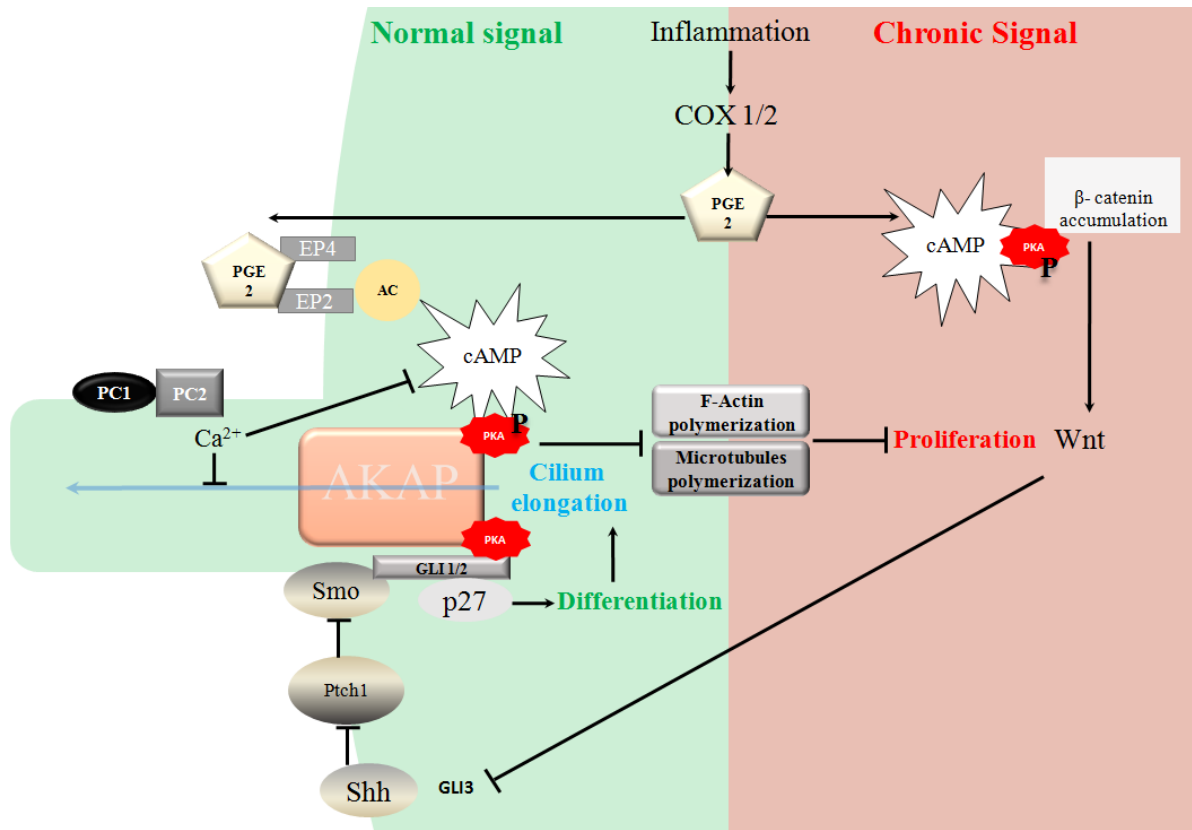 Normal signal
Inflammation
Chronic Signal
COX 1/2
PGE
2
β- catenin
accumulation
cAMP
PKA
P
EP4
PGE
2
EP2
AC
cAMP
PC1
PC2
Ca²⁺
P
PKA
F-Actin
polymerization
Microtubules
polymerization
Proliferation
Wnt
AKAP
Cilium
elongation
PKA
GLI 1/2
Smo
p27
Differentiation
Ptch1
Shh
GLI3